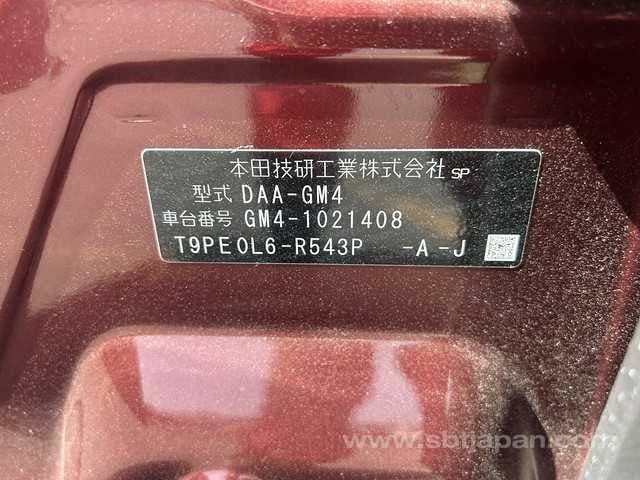 本田技研工業株式会社 SP
型式 DAA-GM4
車台番号 GM4-1021408
T9PE0L6-R543P -A-J
www.sbtjapan.com